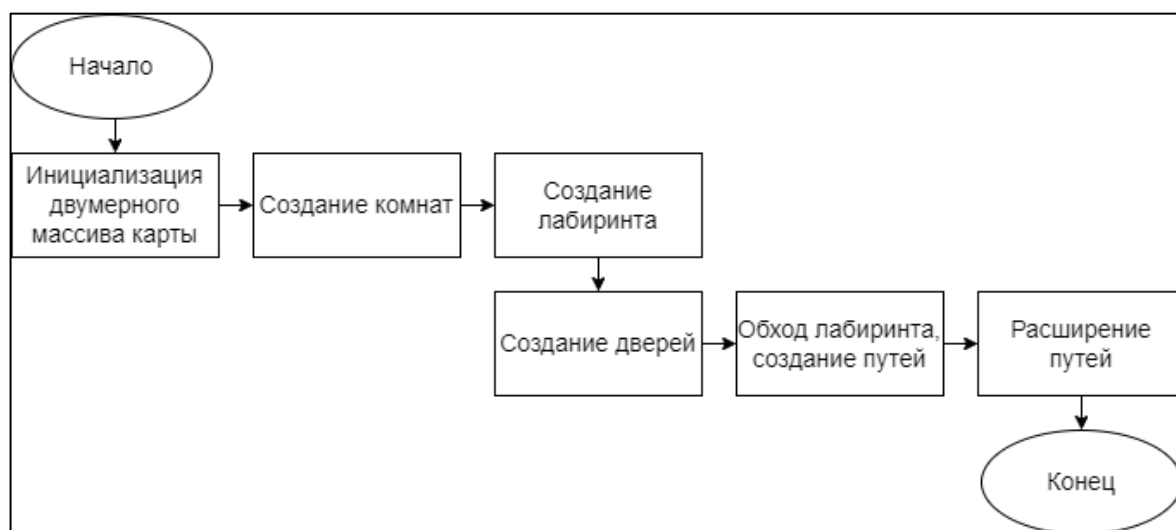 Начало
Инициализация
двумерного
массива карты
Создание комнат
Создание
лабиринта
Создание дверей
Обход лабиринта,
создание путей
Расширение
путей
Конец